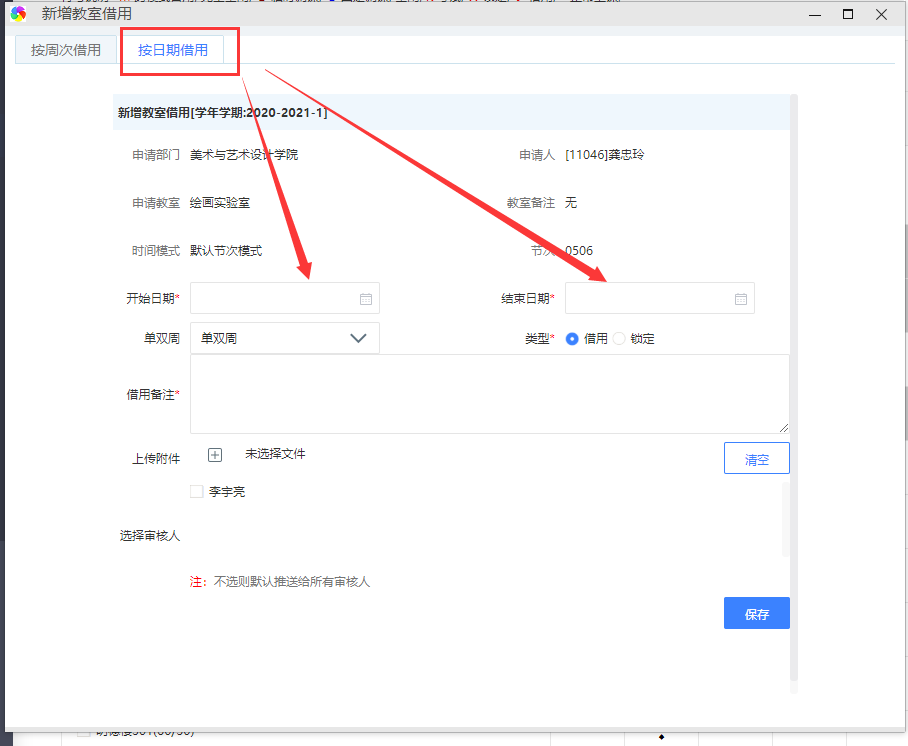 新增教室借用
按周次借用 按日期借用
新增教室借用[学年学期:2020-2021-1]
申请部门 美术与艺术设计学院 申请人 [11046]龚忠玲
申请教室 绘画实验室 教室备注 无
时间模式 默认节次模式 节次 0506
开始日期* 结束日期*
单双周 单双周 类型* 借用 锁定
借用备注*
上传附件 未选择文件 清空
李宇亮
选择审核人
注：不选则默认推送给所有审核人
保存